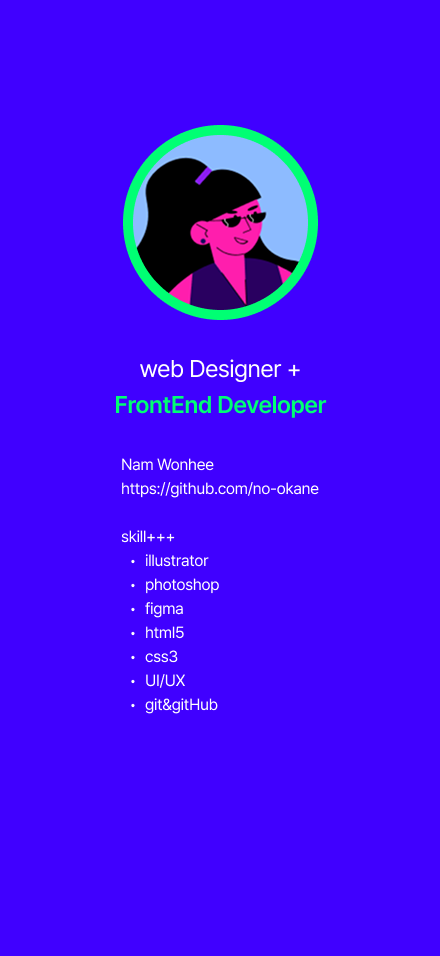 web Designer +
FrontEnd Developer
Nam Wonhee
https://github.com/no-okane
skill+++
• illustrator
• photoshop
• figma
• html5
• css3
• UI/UX
• git&gitHub